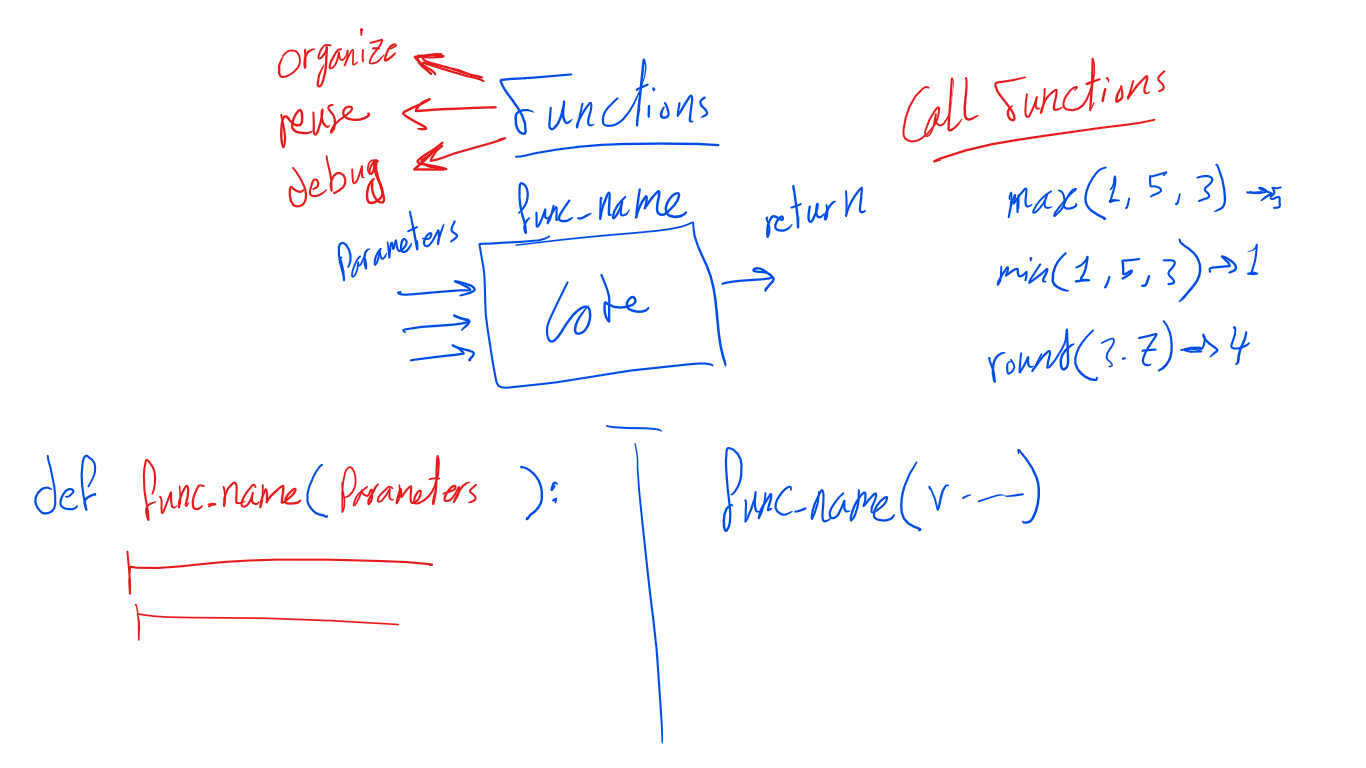 organize
reuse
debug
Functions
Call Functions
max(1, 5, 3) → 5
min(1, 5, 3) → 1
round(3.7) → 4
Parameters
func_name
return
Code
def func_name(Parameters ):
func_name(v - —)